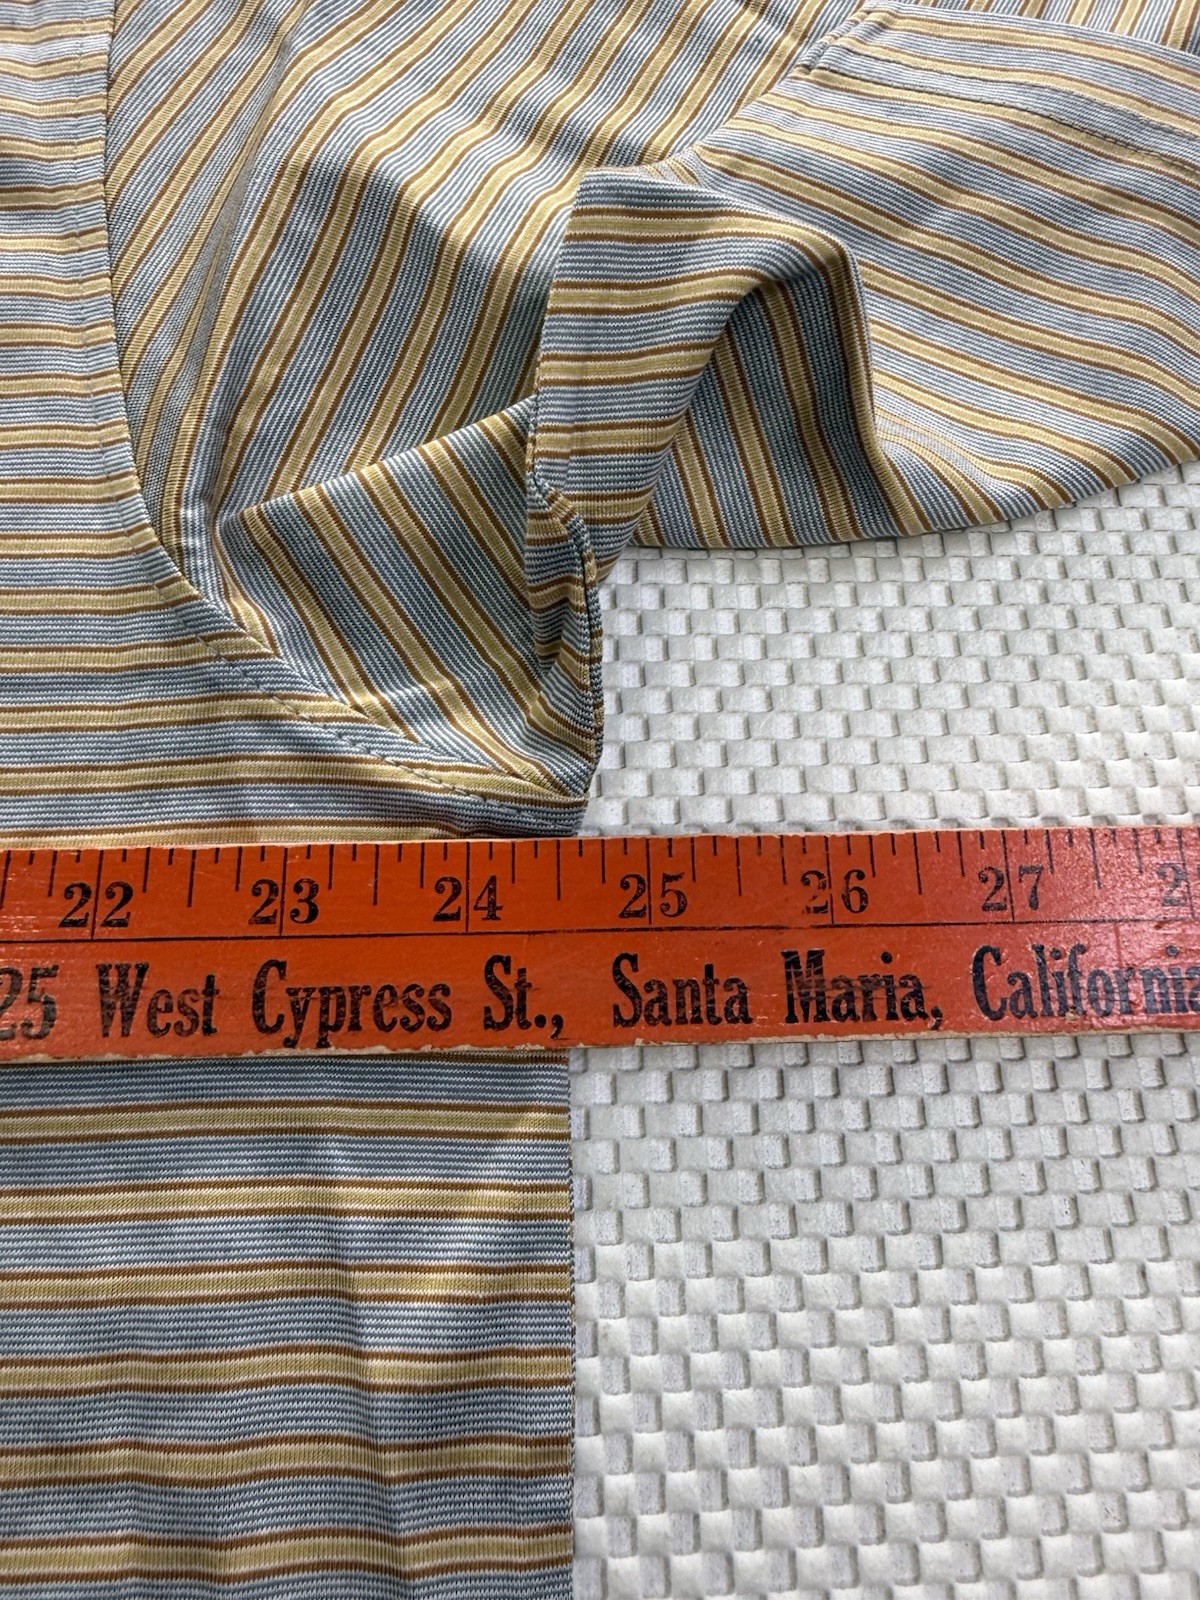 22 23 24 25 26 27
25 West Cypress St., Santa Maria, California